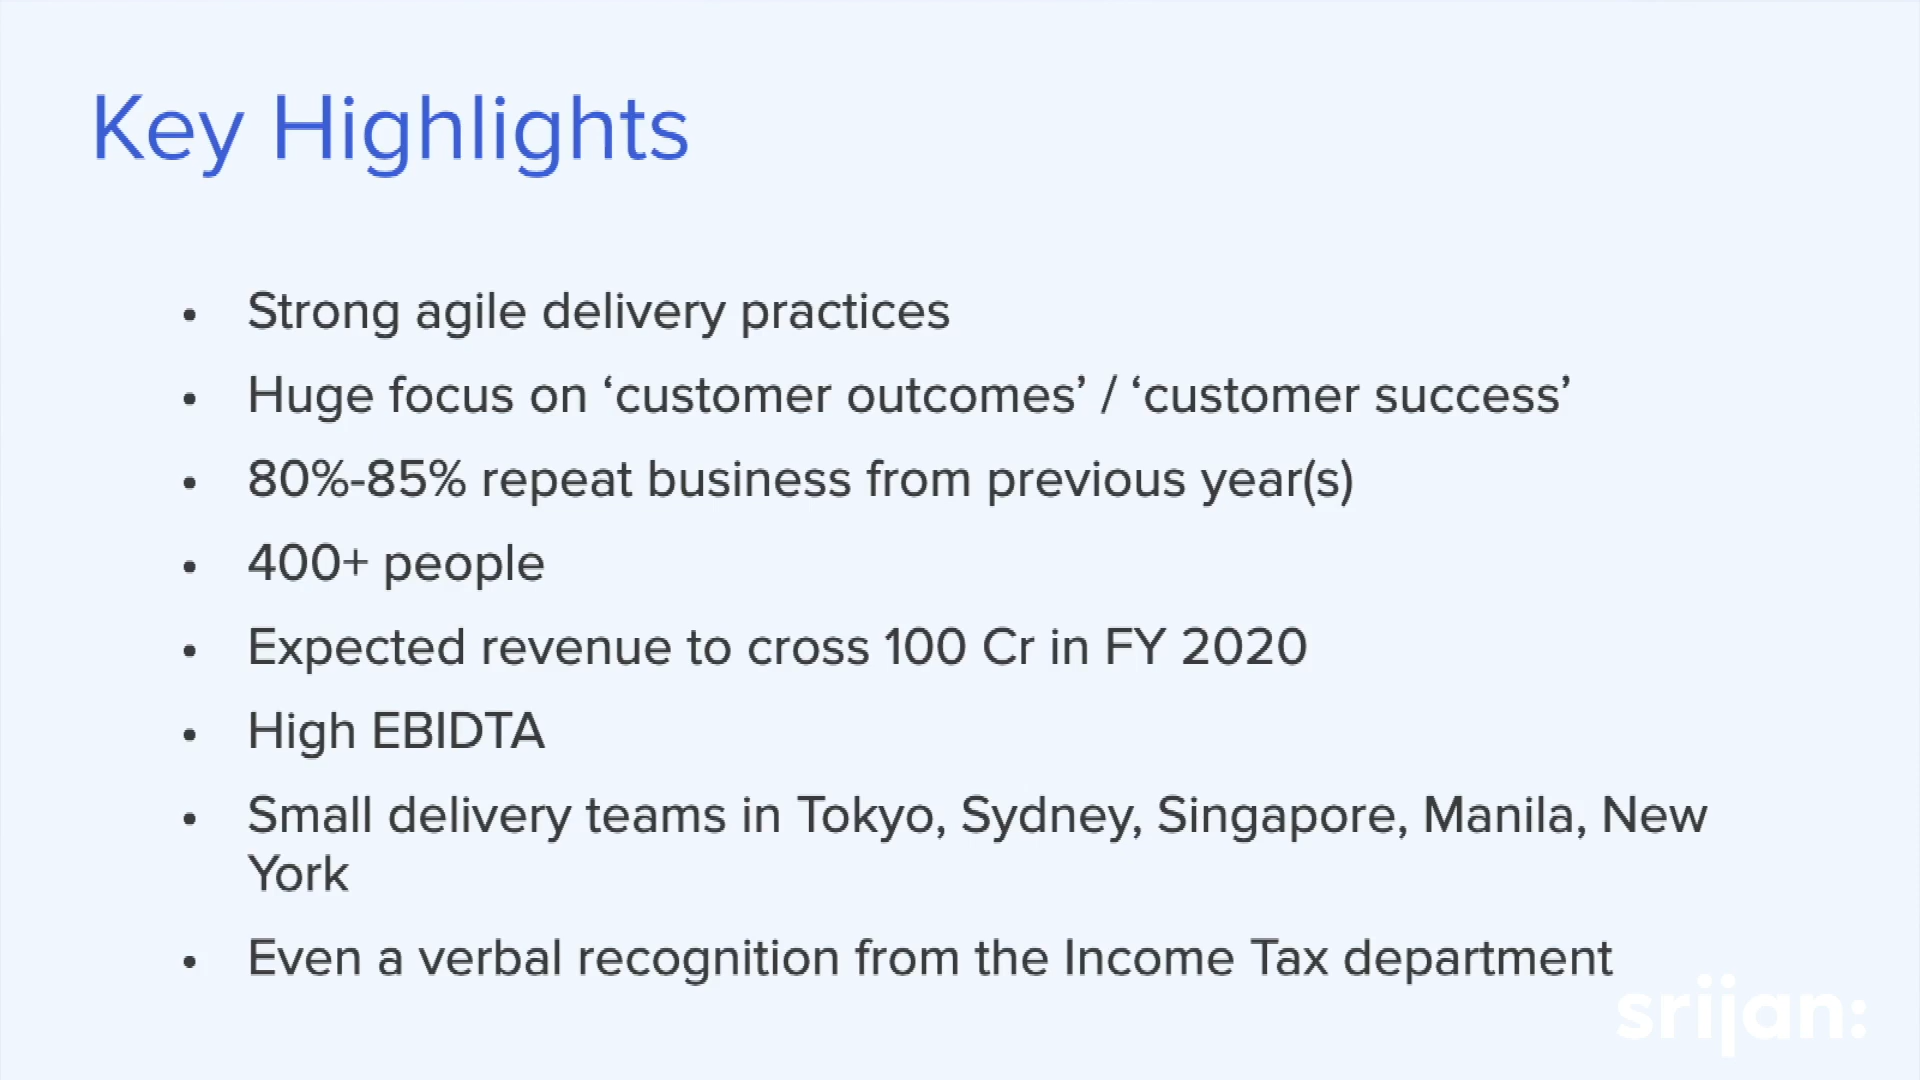 Key Highlights
• Strong agile delivery practices
• Huge focus on ‘customer outcomes’ / ‘customer success’
• 80%-85% repeat business from previous year(s)
• 400+ people
• Expected revenue to cross 100 Cr in FY 2020
• High EBIDTA
• Small delivery teams in Tokyo, Sydney, Singapore, Manila, New
York
• Even a verbal recognition from the Income Tax department
srijan: